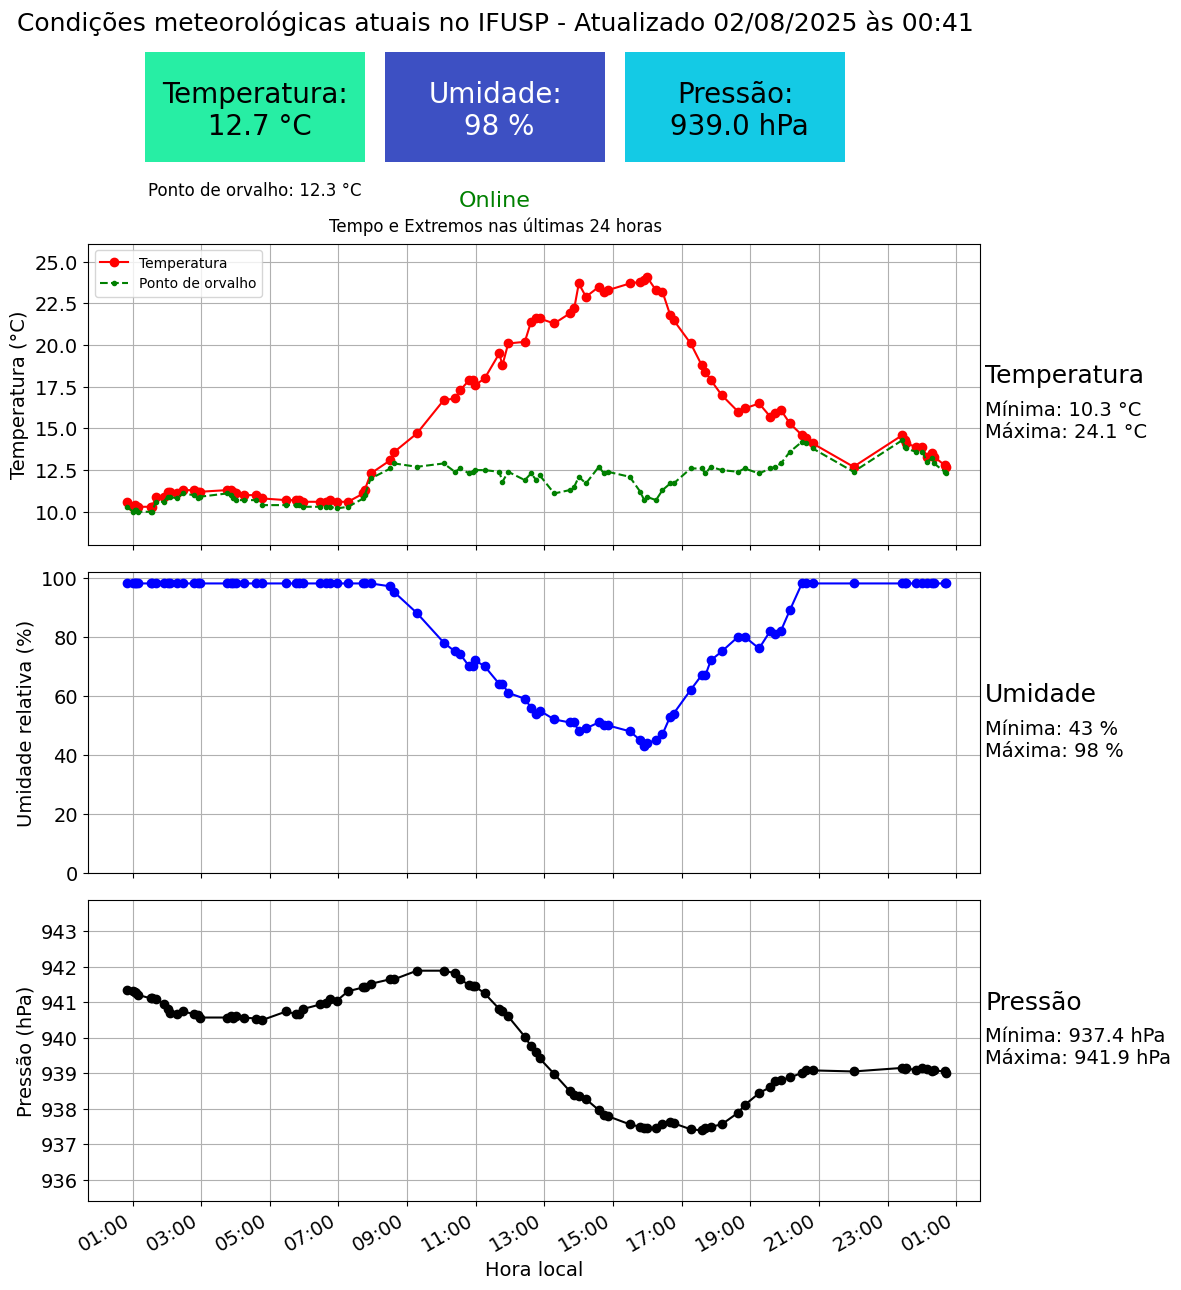 Condições meteorológicas atuais no IFUSP - Atualizado 02/08/2025 às 00:41
Temperatura:
12.7 °C
Umidade:
98 %
Pressão:
939.0 hPa
Ponto de orvalho: 12.3 °C
Online
Tempo e Extremos nas últimas 24 horas
Temperatura (°C)
25.0
22.5
20.0
17.5
15.0
12.5
10.0
Temperatura
Ponto de orvalho
Temperatura
Mínima: 10.3 °C
Máxima: 24.1 °C
Umidade relativa (%)
100
80
60
40
20
0
Umidade
Mínima: 43 %
Máxima: 98 %
Pressão (hPa)
943
942
941
940
939
938
937
936
Pressão
Mínima: 937.4 hPa
Máxima: 941.9 hPa
01:00
03:00
05:00
07:00
09:00
11:00
13:00
15:00
17:00
19:00
21:00
23:00
01:00
Hora local